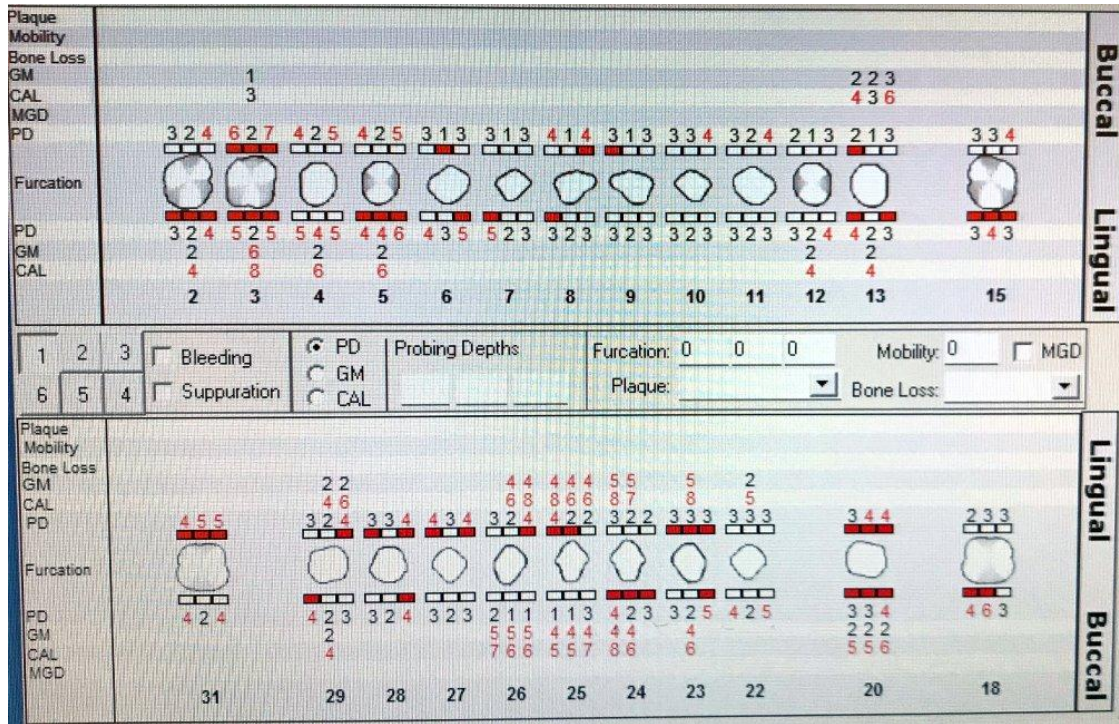 Plaque
Mobility
Bone Loss
GM 1 2 2 3
CAL 3 4 3 6
MGD
PD 3 2 4 6 2 7 4 2 5 4 2 5 3 1 3 3 1 3 4 1 4 3 1 3 3 3 4 3 2 4 2 1 3 2 1 3 3 3 4
Buccal
Furcation
PD 3 2 4 5 2 5 5 4 5 4 4 6 4 3 5 5 2 3 3 2 3 3 2 3 3 2 3 3 2 3 3 2 4 4 2 3 3 4 3
GM 2 6 2 2 2 2
CAL 4 8 6 6 4 4
Lingual
2 3 4 5 6 7 8 9 10 11 12 13 15
1 2 3 Bleeding PD Probing Depths Furcation: 0 0 0 Mobility: 0 MGD
GM
6 5 4 Suppuration CAL Plaque: Bone Loss:
Plaque
Mobility
Bone Loss
GM 2 2 4 4 4 4 4 5 5 5 2
CAL 4 6 6 8 8 6 6 8 7 8 5
PD 4 5 5 3 2 4 3 3 4 4 3 4 3 2 4 4 2 2 3 2 2 3 3 3 3 3 3 3 4 4 2 3 3
Lingual
Furcation
PD 4 2 4 4 2 3 3 2 4 3 2 3 2 1 1 1 1 3 4 2 3 3 2 5 4 2 5 3 3 4 4 6 3
GM 2 5 5 5 4 4 4 4 4 4 2 2 2
CAL 4 7 6 6 5 5 7 8 6 6 5 5 6
MGD
Buccal
31 29 28 27 26 25 24 23 22 20 18